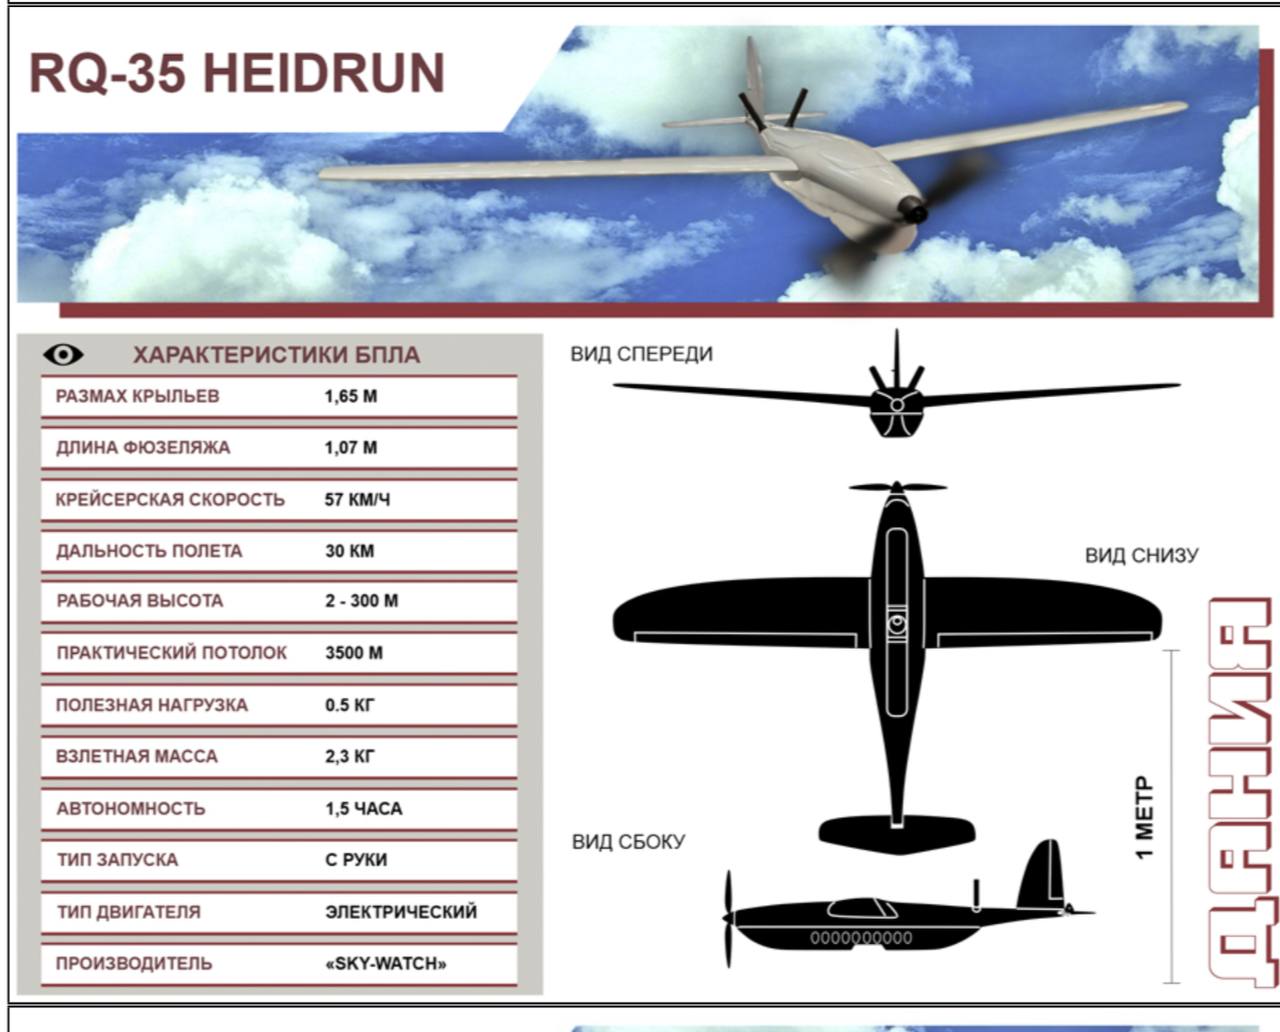 RQ-35 HEIDRUN
ХАРАКТЕРИСТИКИ БПЛА
РАЗМАХ КРЫЛЬЕВ 1,65 М
ДЛИНА ФЮЗЕЛЯЖА 1,07 М
КРЕЙСЕРСКАЯ СКОРОСТЬ 57 КМ/Ч
ДАЛЬНОСТЬ ПОЛЕТА 30 КМ
РАБОЧАЯ ВЫСОТА 2 - 300 М
ПРАКТИЧЕСКИЙ ПОТОЛОК 3500 М
ПОЛЕЗНАЯ НАГРУЗКА 0.5 КГ
ВЗЛЕТНАЯ МАССА 2,3 КГ
АВТОНОМНОСТЬ 1,5 ЧАСА
ТИП ЗАПУСКА С РУКИ
ТИП ДВИГАТЕЛЯ ЭЛЕКТРИЧЕСКИЙ
ПРОИЗВОДИТЕЛЬ «SKY-WATCH»
ВИД СПЕРЕДИ
ВИД СНИЗУ
ВИД СБОКУ
0000000000
1 МЕТР
ДАНИЯ